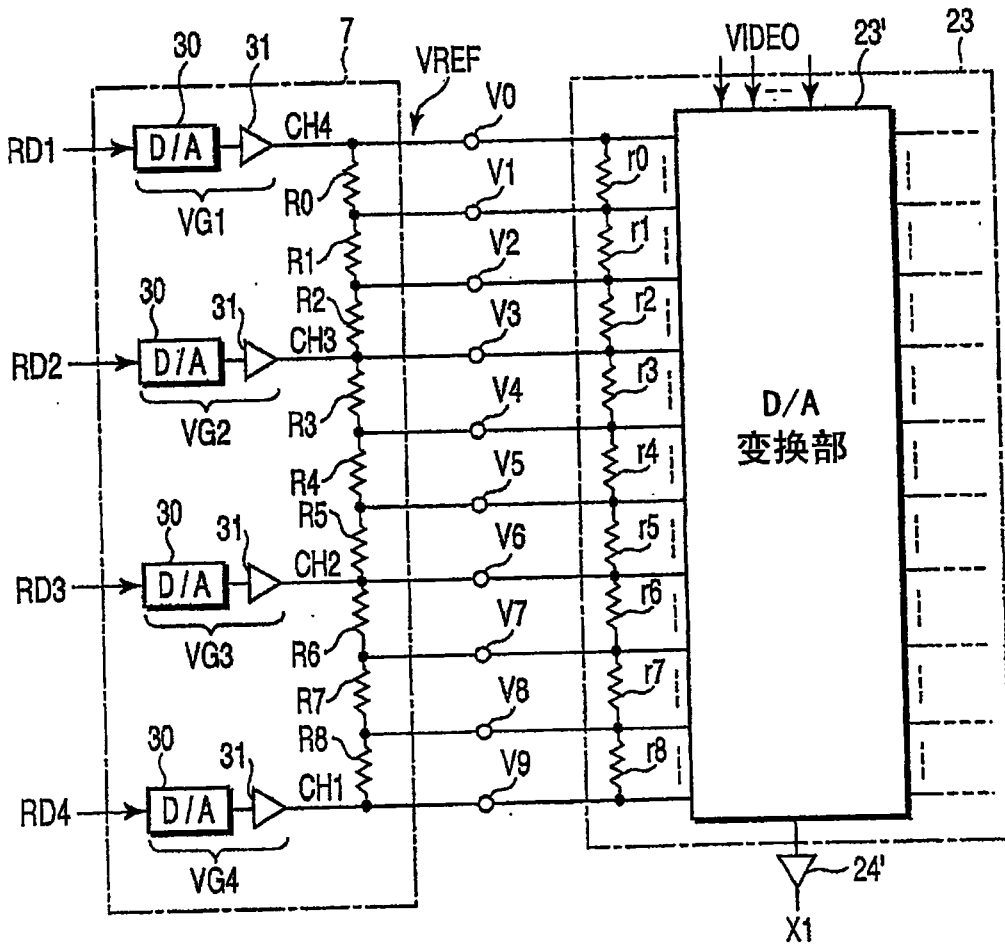 7
23' 23
30 31 VREF VIDEO
V0
RD1 D/A CH4
r0
VG1 R0
V1
R1 r1
V2
30 31 R2 r2
CH3 V3
RD2 D/A
VG2 R3 r3
V4
R4 r4
D/A
变换部
V5
30 31 R5 r5
CH2 V6
RD3 D/A
VG3 R6 r6
V7
R7 r7
V8
30 31 R8 r8
CH1 V9
RD4 D/A
VG4
24'
X1